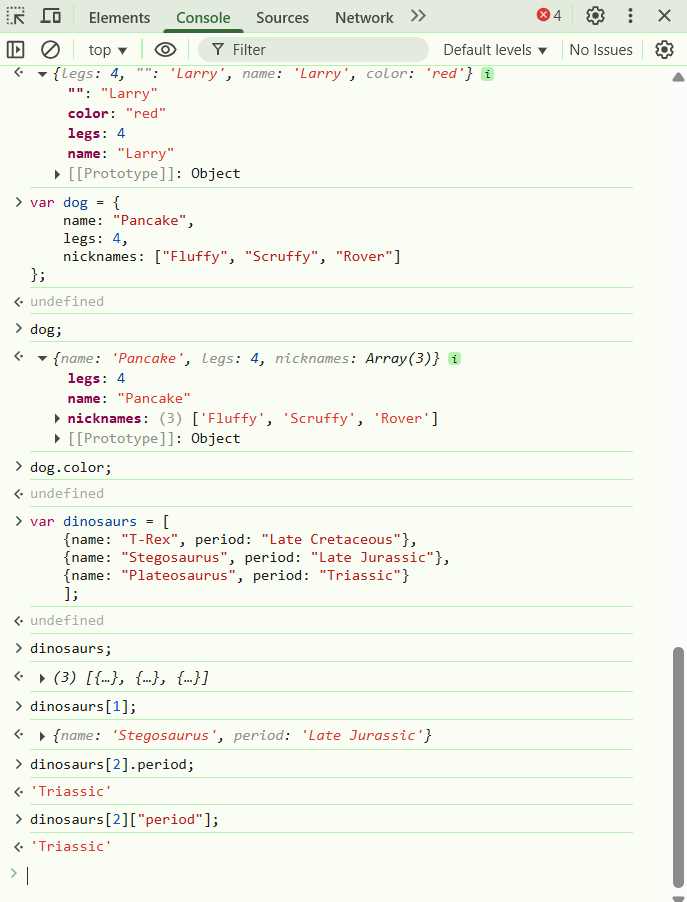 Elements Console Sources Network 4
top Filter Default levels No Issues
{legs: 4, "": 'Larry', name: 'Larry', color: 'red'} i
"": "Larry"
color: "red"
legs: 4
name: "Larry"
[[Prototype]]: Object
var dog = {
name: "Pancake",
legs: 4,
nicknames: ["Fluffy", "Scruffy", "Rover"]
};
undefined
dog;
{name: 'Pancake', legs: 4, nicknames: Array(3)} i
legs: 4
name: "Pancake"
nicknames: (3) ['Fluffy', 'Scruffy', 'Rover']
[[Prototype]]: Object
dog.color;
undefined
var dinosaurs = [
{name: "T-Rex", period: "Late Cretaceous"},
{name: "Stegosaurus", period: "Late Jurassic"},
{name: "Plateosaurus", period: "Triassic"}
];
undefined
dinosaurs;
(3) [{…}, {…}, {…}]
dinosaurs[1];
{name: 'Stegosaurus', period: 'Late Jurassic'}
dinosaurs[2].period;
'Triassic'
dinosaurs[2]["period"];
'Triassic'